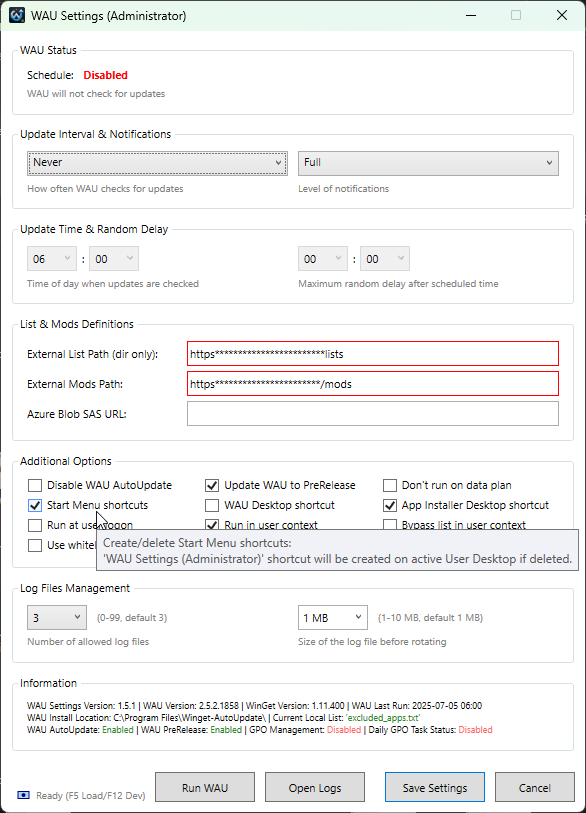 WAU Settings (Administrator)
WAU Status
Schedule: Disabled
WAU will not check for updates
Update Interval & Notifications
Never
Full
How often WAU checks for updates
Level of notifications
Update Time & Random Delay
06 : 00
00 : 00
Time of day when updates are checked
Maximum random delay after scheduled time
List & Mods Definitions
External List Path (dir only): https************************lists
External Mods Path: https***********************/mods
Azure Blob SAS URL:
Additional Options
Disable WAU AutoUpdate
Update WAU to PreRelease
Don't run on data plan
Start Menu shortcuts
WAU Desktop shortcut
App Installer Desktop shortcut
Run at user
Run in user context
Bypass list in user context
Use
Create/delete Start Menu shortcuts:
'WAU Settings (Administrator)' shortcut will be created on active User Desktop if deleted.
Log Files Management
3 (0-99, default 3)
1 MB (1-10 MB, default 1 MB)
Number of allowed log files
Size of the log file before rotating
Information
WAU Settings Version: 1.5.1 | WAU Version: 2.5.2.1858 | WinGet Version: 1.11.400 | WAU Last Run: 2025-07-05 06:00
WAU Install Location: C:\Program Files\Winget-AutoUpdate\ | Current Local List: 'excluded_apps.txt'
WAU AutoUpdate: Enabled | WAU PreRelease: Enabled | GPO Management: Disabled | Daily GPO Task Status: Disabled
Ready (F5 Load/F12 Dev)
Run WAU
Open Logs
Save Settings
Cancel